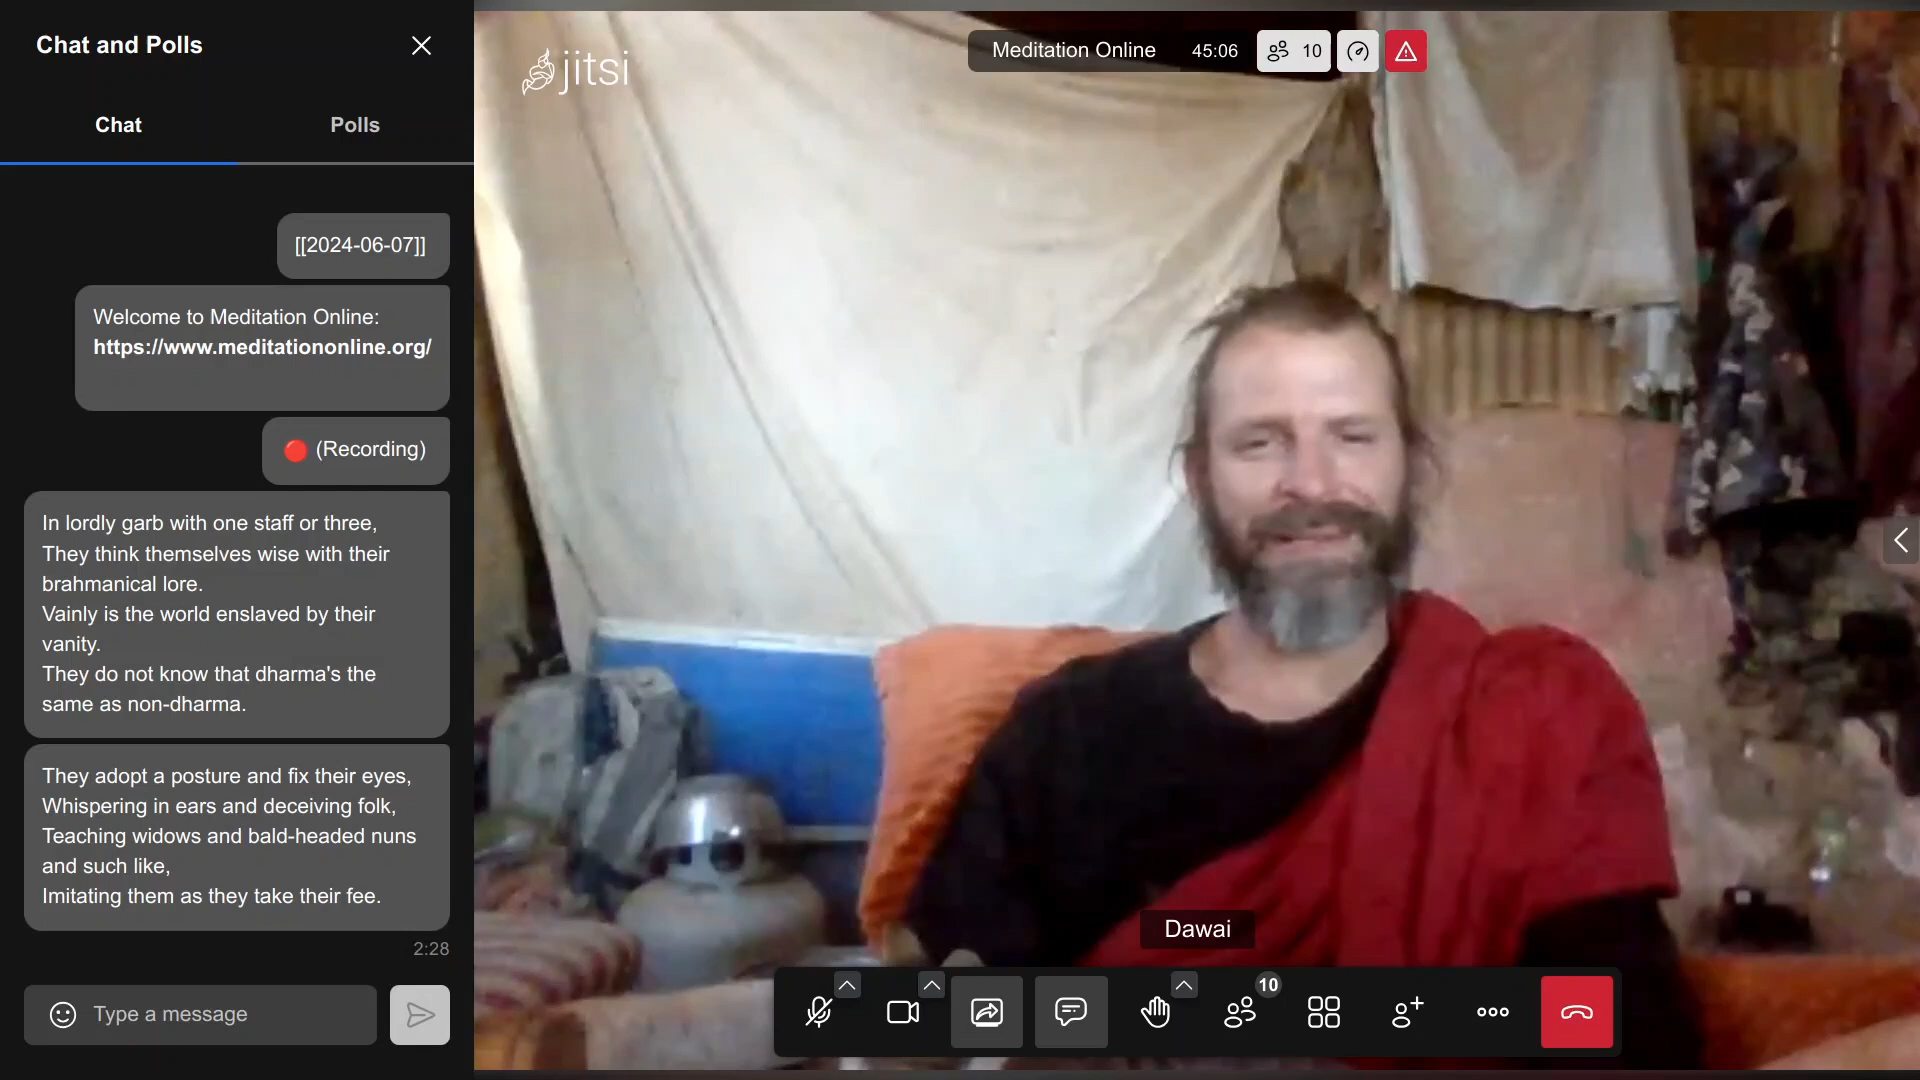 Chat and Polls
Chat
Polls
[[2024-06-07]]
Welcome to Meditation Online:
https://www.meditationonline.org/
(Recording)
In lordly garb with one staff or three,
They think themselves wise with their
brahmanical lore.
Vainly is the world enslaved by their
vanity.
They do not know that dharma's the
same as non-dharma.
They adopt a posture and fix their eyes,
Whispering in ears and deceiving folk,
Teaching widows and bald-headed nuns
and such like,
Imitating them as they take their fee.
2:28
Type a message
jitsi
Meditation Online 45:06 10
Dawai
10